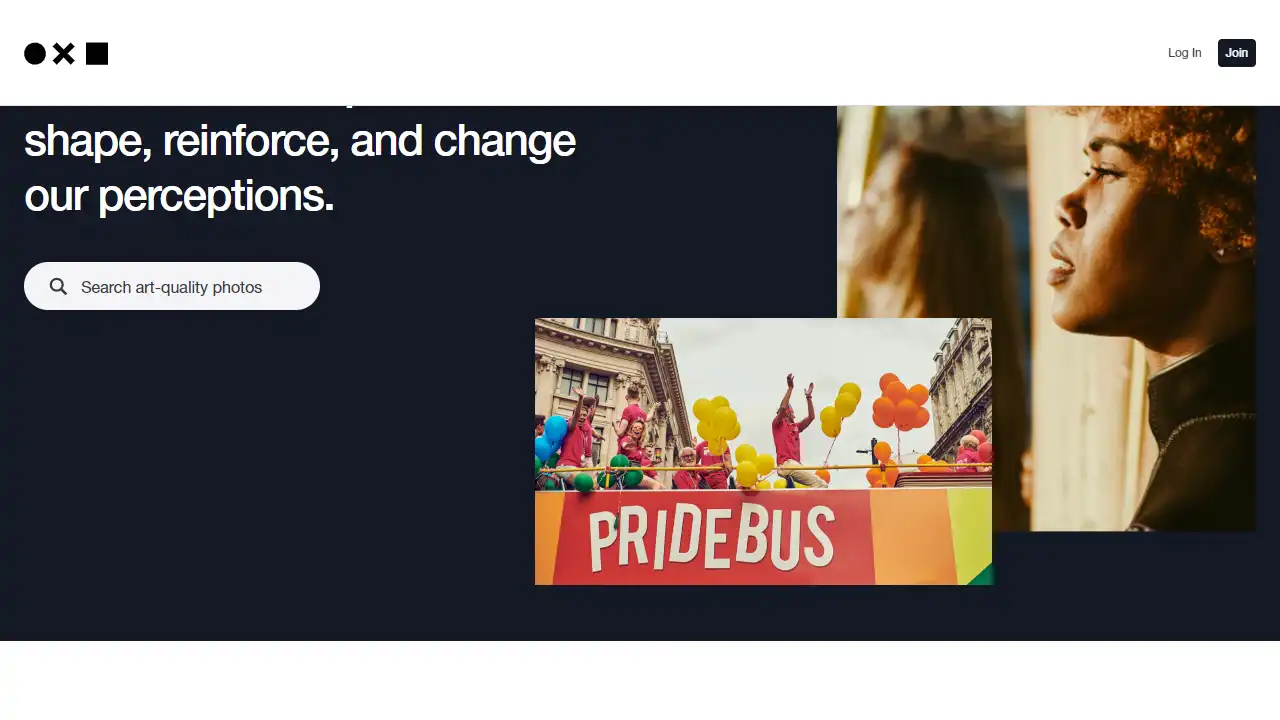 Log In
Join
shape, reinforce, and change
our perceptions.
Search art-quality photos
PRIDEBUS